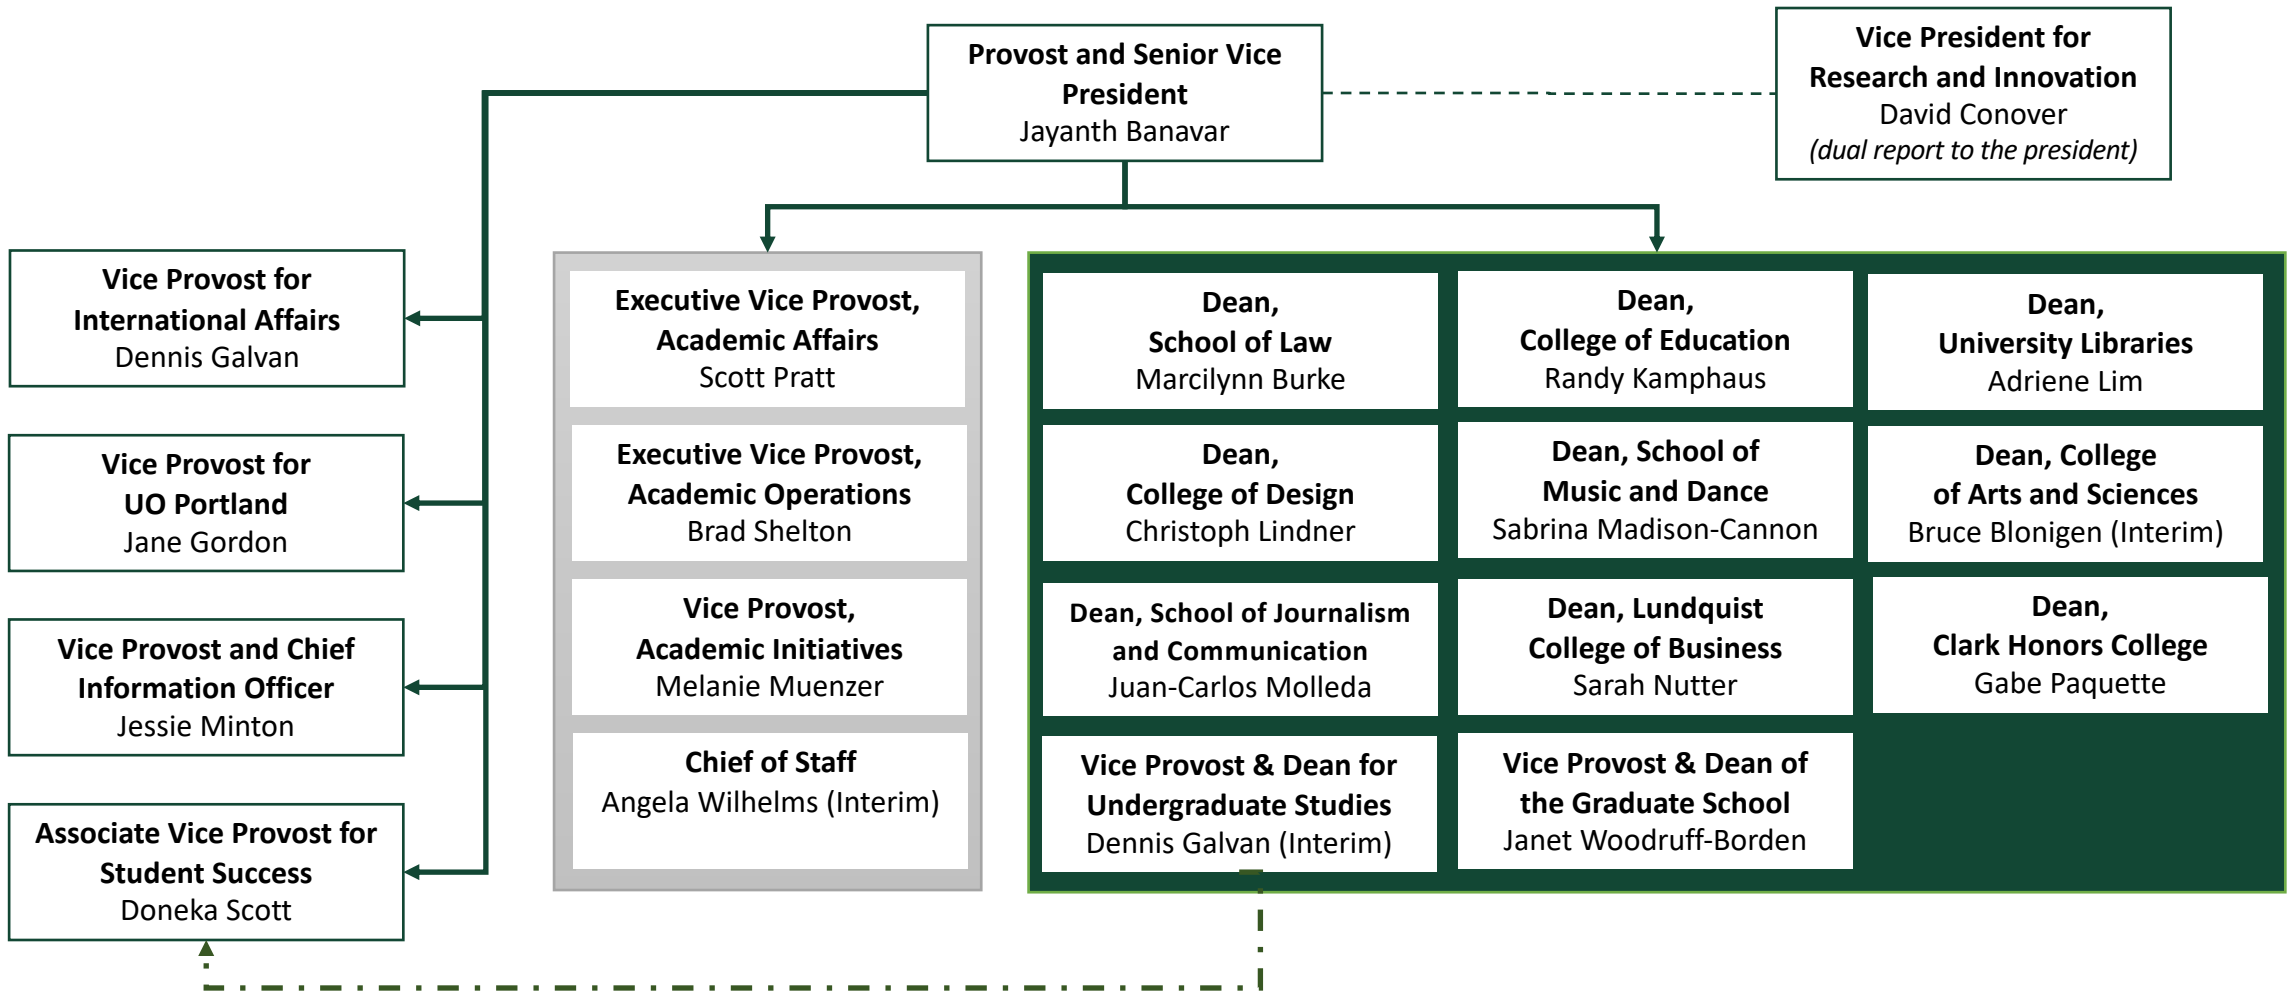 Provost and Senior Vice
President
Jayanth Banavar
Vice President for
Research and Innovation
David Conover
(dual report to the president)
Vice Provost for
International Affairs
Dennis Galvan
Vice Provost for
UO Portland
Jane Gordon
Vice Provost and Chief
Information Officer
Jessie Minton
Associate Vice Provost for
Student Success
Doneka Scott
Executive Vice Provost,
Academic Affairs
Scott Pratt
Executive Vice Provost,
Academic Operations
Brad Shelton
Vice Provost,
Academic Initiatives
Melanie Muenzer
Chief of Staff
Angela Wilhelms (Interim)
Dean,
School of Law
Marcilynn Burke
Dean,
College of Education
Randy Kamphaus
Dean,
University Libraries
Adriene Lim
Dean,
College of Design
Christoph Lindner
Dean, School of
Music and Dance
Sabrina Madison-Cannon
Dean, College
of Arts and Sciences
Bruce Blonigen (Interim)
Dean, School of Journalism
and Communication
Juan-Carlos Molleda
Dean, Lundquist
College of Business
Sarah Nutter
Dean,
Clark Honors College
Gabe Paquette
Vice Provost & Dean for
Undergraduate Studies
Dennis Galvan (Interim)
Vice Provost & Dean of
the Graduate School
Janet Woodruff-Borden